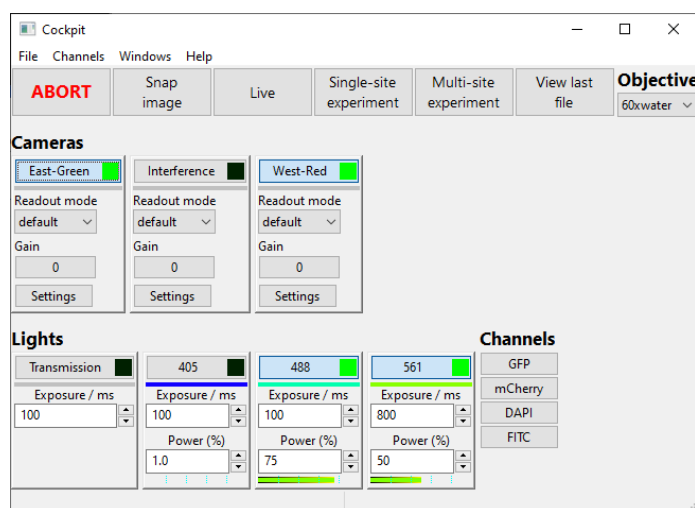 Cockpit
File Channels Windows Help
ABORT
Snap
image
Live
Single-site
experiment
Multi-site
experiment
View last
file
Objective
60xwater
Cameras
East-Green
Readout mode
default
Gain
0
Settings
Interference
Readout mode
default
Gain
0
Settings
West-Red
Readout mode
default
Gain
0
Settings
Lights
Transmission
Exposure / ms
100
405
Exposure / ms
100
Power (%)
1.0
488
Exposure / ms
100
Power (%)
75
561
Exposure / ms
800
Power (%)
50
Channels
GFP
mCherry
DAPI
FITC